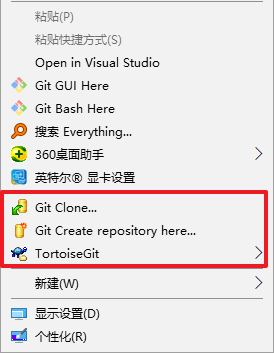 粘贴(P)
粘贴快捷方式(S)
Open in Visual Studio
Git GUI Here
Git Bash Here
搜索 Everything...
360桌面助手
英特尔® 显卡设置
Git Clone...
Git Create repository here...
TortoiseGit
新建(W)
显示设置(D)
个性化(R)